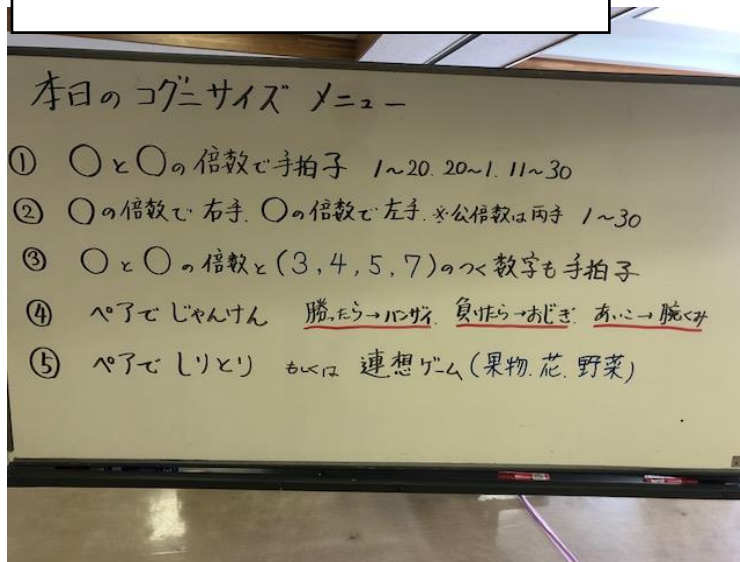 本日のコグニサイズ メニュー
① ○と○の倍数で手拍子 1~20. 20~1. 11~30
② ○の倍数で右手. ○の倍数で左手. ※公倍数は両手 1~30
③ ○と○の倍数と(3,4,5,7)のつく数字も手拍子
④ ペアでじゃんけん 勝ったら→バンザイ. 負けたら→おじぎ. あいこ→腕くみ
⑤ ペアでしりとり もしくは 連想ゲーム(果物.花.野菜)